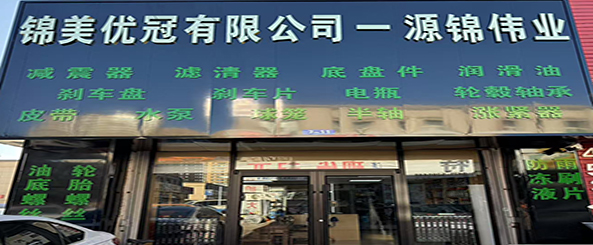 锦美优冠有限公司一源锦伟业
减震器 滤清器 底盘件 润滑油
刹车盘 刹车片 电瓶 轮毂轴承
皮带 水泵 球笼 半轴 涨紧器
油 轮
底 胎
螺 螺
丝 丝
防雨
冻刷
液片